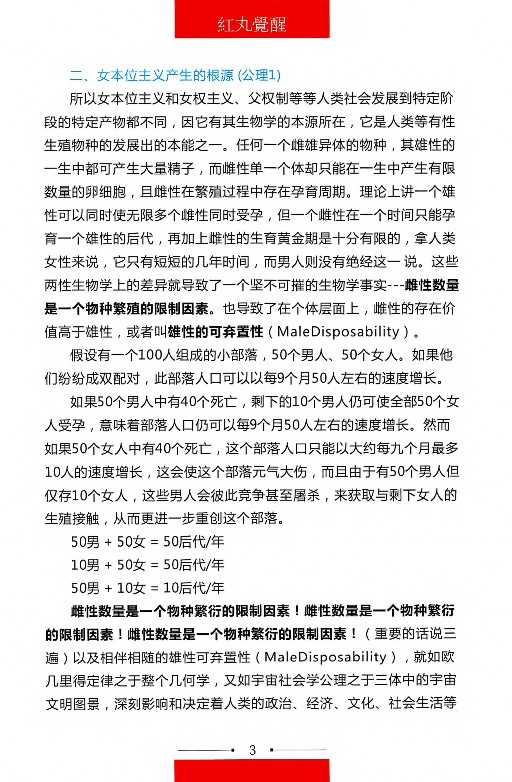 紅丸覺醒
二、女本位主义产生的根源 (公理1)
所以女本位主义和女权主义、父权制等等人类社会发展到特定阶
段的特定产物都不同，因它有其生物学的本源所在，它是人类等有性
生殖物种的发展出的本能之一。任何一个雌雄异体的物种，其雄性的
一生中都可产生大量精子，而雌性单一个体却只能在一生中产生有限
数量的卵细胞，且雌性在繁殖过程中存在孕育周期。理论上讲一个雄
性可以同时使无限多个雌性同时受孕，但一个雌性在一个时间只能孕
育一个雄性的后代，再加上雌性的生育黄金期是十分有限的，拿人类
女性来说，它只有短短的几年时间，而男人则没有绝经这一说。这些
两性生物学上的差异就导致了一个坚不可摧的生物学事实---雌性数量
是一个物种繁殖的限制因素。也导致了在个体层面上，雌性的存在价
值高于雄性，或者叫雄性的可弃置性（MaleDisposability）。
假设有一个100人组成的小部落，50个男人、50个女人。如果他
们纷纷成双配对，此部落人口可以以每9个月50人左右的速度增长。
如果50个男人中有40个死亡，剩下的10个男人仍可使全部50个女
人受孕，意味着部落人口仍可以每9个月50人左右的速度增长。然而
如果50个女人中有40个死亡，这个部落人口只能以大约每九个月最多
10人的速度增长，这会使这个部落元气大伤，而且由于有50个男人但
仅存10个女人，这些男人会彼此竞争甚至屠杀，来获取与剩下女人的
生殖接触，从而更进一步重创这个部落。
50男 + 50女 = 50后代/年
10男 + 50女 = 50后代/年
50男 + 10女 = 10后代/年
雌性数量是一个物种繁衍的限制因素！雌性数量是一个物种繁衍
的限制因素！雌性数量是一个物种繁衍的限制因素！（重要的话说三
遍）以及相伴相随的雄性可弃置性（MaleDisposability），就如欧
几里得定律之于整个几何学，又如宇宙社会学公理之于三体中的宇宙
文明图景，深刻影响和决定着人类的政治、经济、文化、社会生活等
3